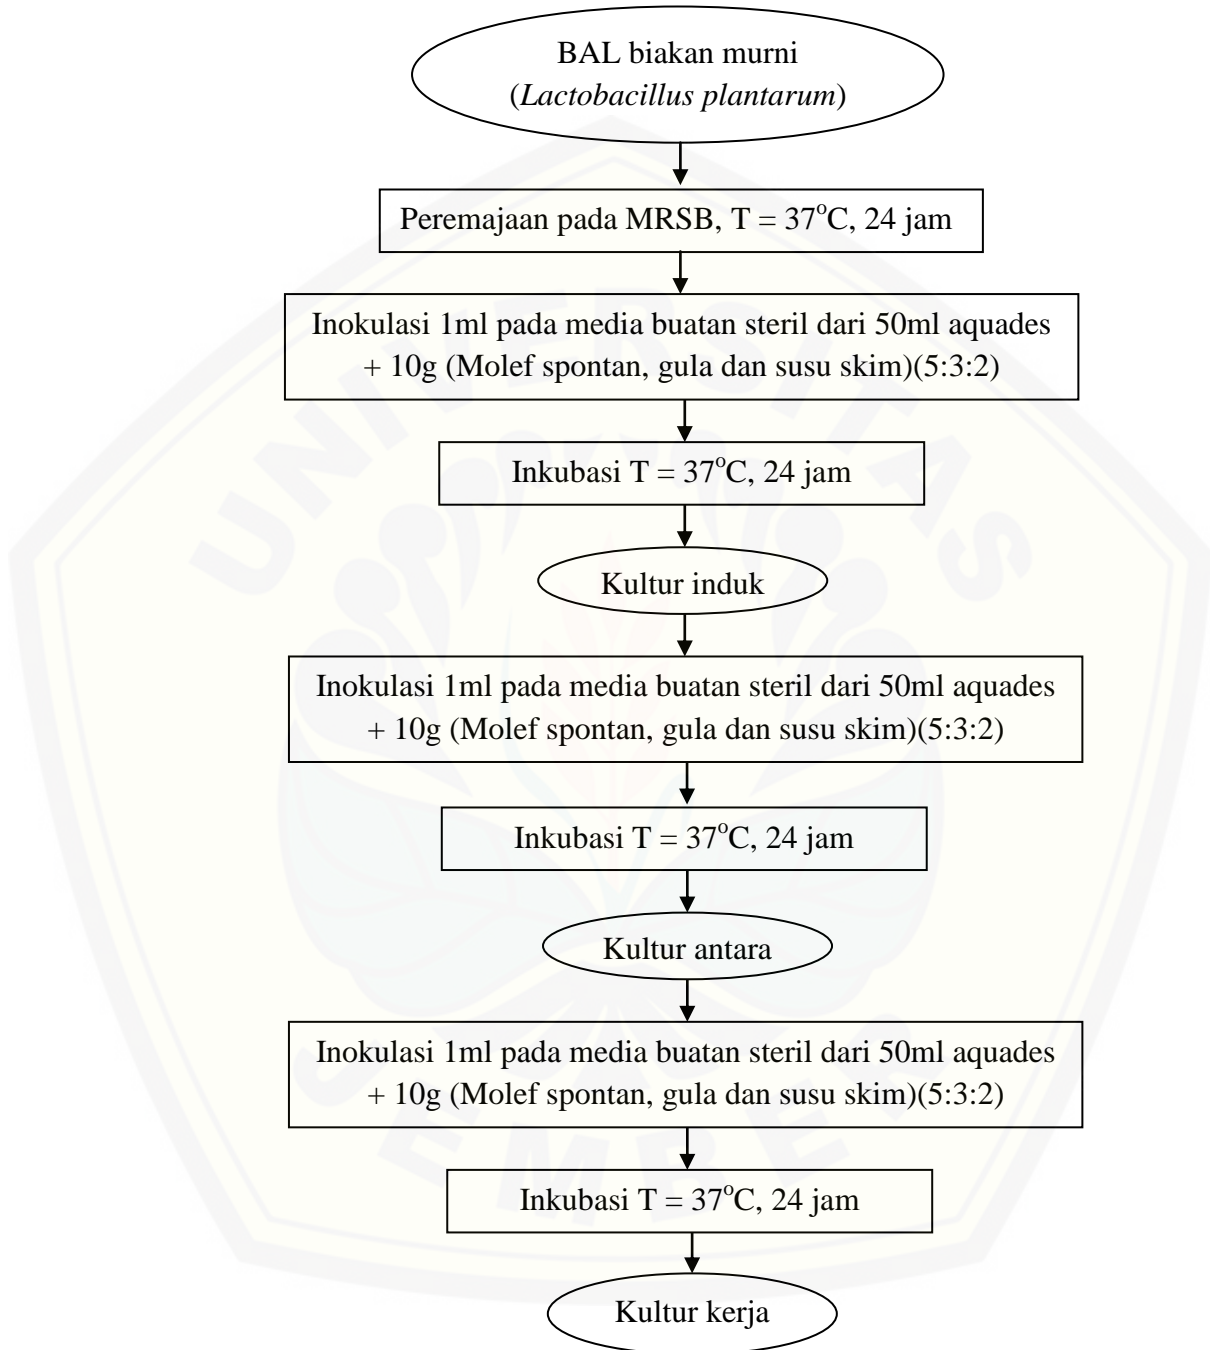 BAL biakan murni
(Lactobacillus plantarum)
Peremajaan pada MRSB, T = 37°C, 24 jam
Inokulasi 1ml pada media buatan steril dari 50ml aquades
+ 10g (Molef spontan, gula dan susu skim)(5:3:2)
Inkubasi T = 37°C, 24 jam
Kultur induk
Inokulasi 1ml pada media buatan steril dari 50ml aquades
+ 10g (Molef spontan, gula dan susu skim)(5:3:2)
Inkubasi T = 37°C, 24 jam
Kultur antara
Inokulasi 1ml pada media buatan steril dari 50ml aquades
+ 10g (Molef spontan, gula dan susu skim)(5:3:2)
Inkubasi T = 37°C, 24 jam
Kultur kerja
UNIVERSITAS
JEMBER